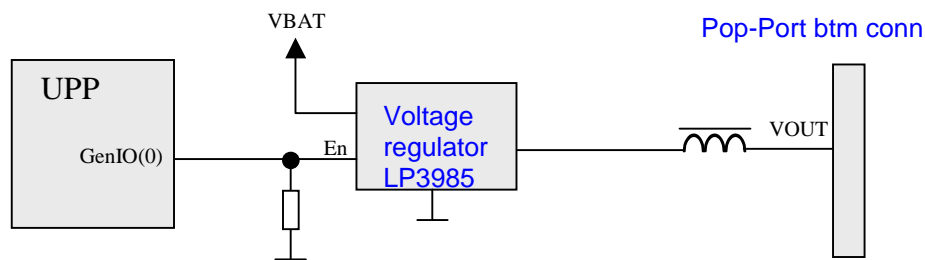 VBAT
Pop-Port btm conn
UPP
GenIO(0)
En
Voltage
regulator
LP3985
VOUT